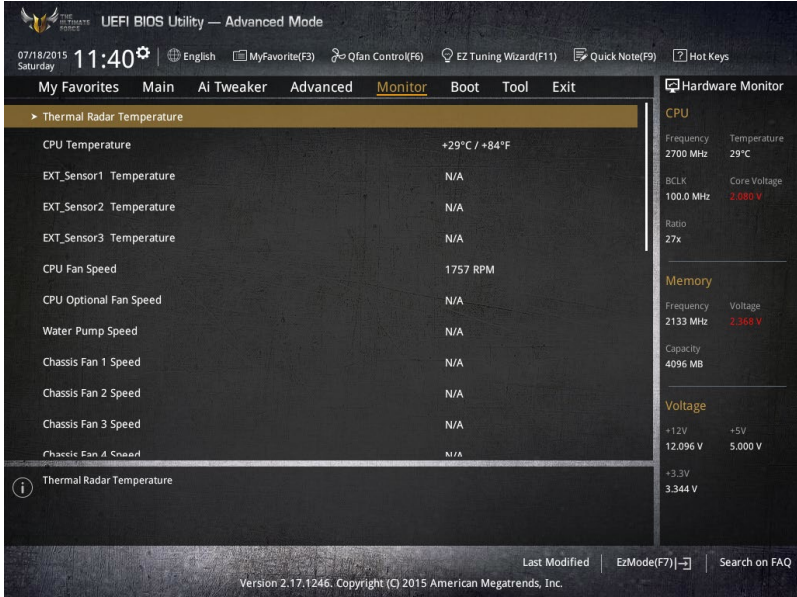 THE ULTIMATE FORCE
UEFI BIOS Utility — Advanced Mode
07/18/2015
Saturday
11:40
English
MyFavorite(F3)
Qfan Control(F6)
EZ Tuning Wizard(F11)
Quick Note(F9)
? Hot Keys
My Favorites Main Ai Tweaker Advanced Monitor Boot Tool Exit
Thermal Radar Temperature
CPU Temperature +29°C / +84°F
EXT_Sensor1 Temperature N/A
EXT_Sensor2 Temperature N/A
EXT_Sensor3 Temperature N/A
CPU Fan Speed 1757 RPM
CPU Optional Fan Speed N/A
Water Pump Speed N/A
Chassis Fan 1 Speed N/A
Chassis Fan 2 Speed N/A
Chassis Fan 3 Speed N/A
Chassis Fan 4 Speed N/A
Thermal Radar Temperature
Hardware Monitor
CPU
Frequency Temperature
2700 MHz 29°C
BCLK Core Voltage
100.0 MHz 2.080 V
Ratio
27x
Memory
Frequency Voltage
2133 MHz 2.368 V
Capacity
4096 MB
Voltage
+12V +5V
12.096 V 5.000 V
+3.3V
3.344 V
Last Modified EzMode(F7) Search on FAQ
Version 2.17.1246. Copyright (C) 2015 American Megatrends, Inc.